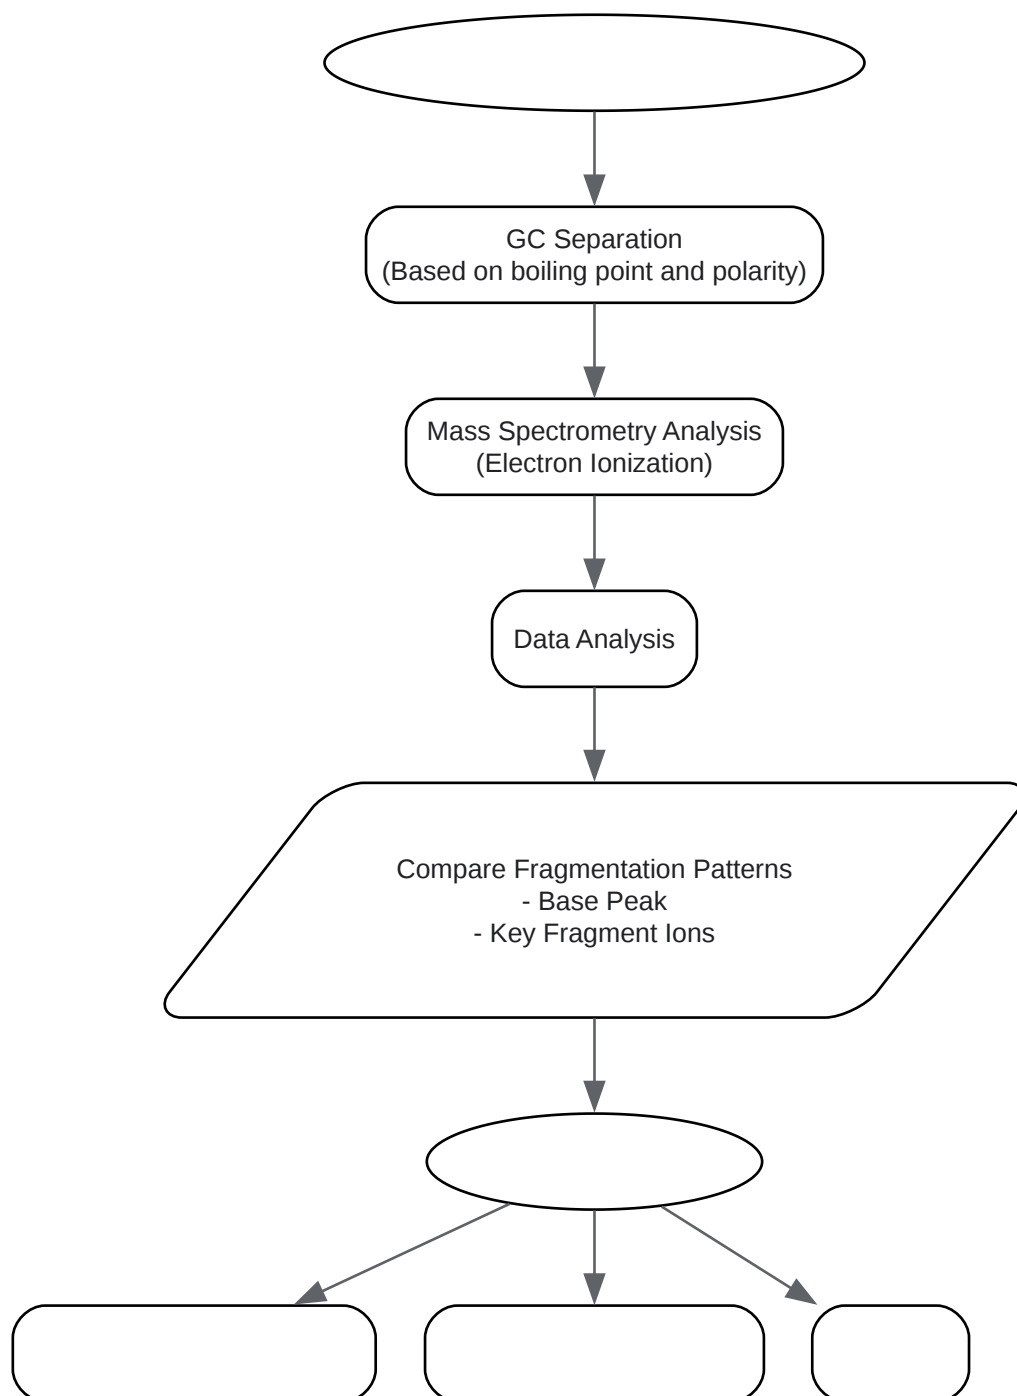 GC Separation
(Based on boiling point and polarity)
Mass Spectrometry Analysis
(Electron Ionization)
Data Analysis
Compare Fragmentation Patterns
- Base Peak
- Key Fragment Ions